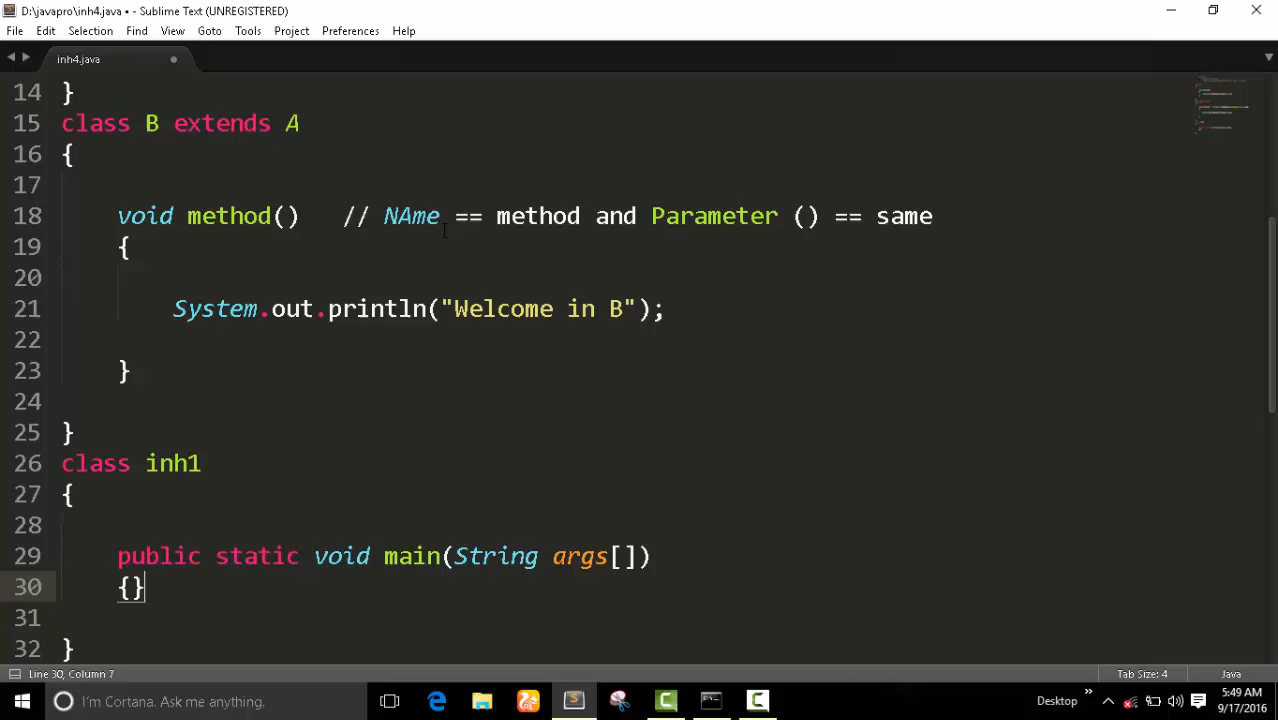 D:\javapro\inh4.java • - Sublime Text (UNREGISTERED)
File Edit Selection Find View Goto Tools Project Preferences Help
inh4.java
14 }
15 class B extends A
16 {
17
18 void method() // NAme == method and Parameter () == same
19 {
20
21 System.out.println("Welcome in B");
22
23 }
24
25 }
26 class inh1
27 {
28
29 public static void main(String args[])
30 {}
31
32 }
Line 30, Column 7 Tab Size: 4 Java
I'm Cortana. Ask me anything. Desktop 5:49 AM
9/17/2016